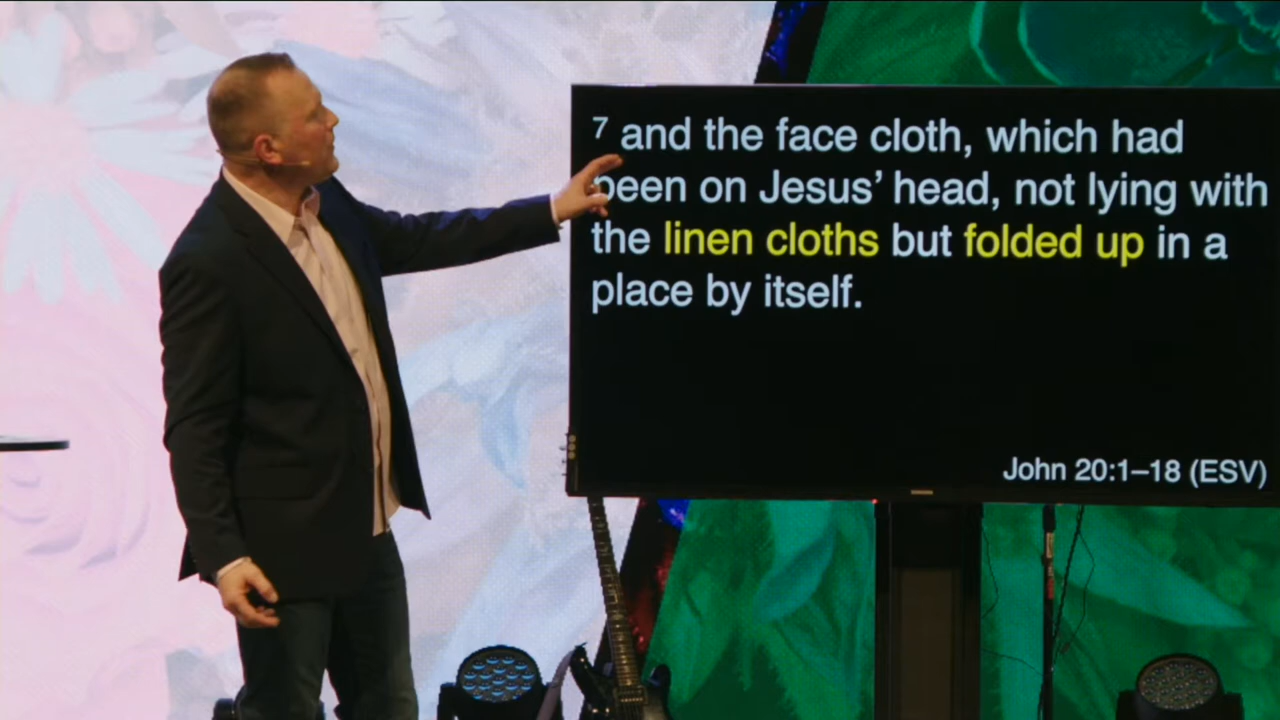 7 and the face cloth, which had
been on Jesus’ head, not lying with
the linen cloths but folded up in a
place by itself.
John 20:1–18 (ESV)